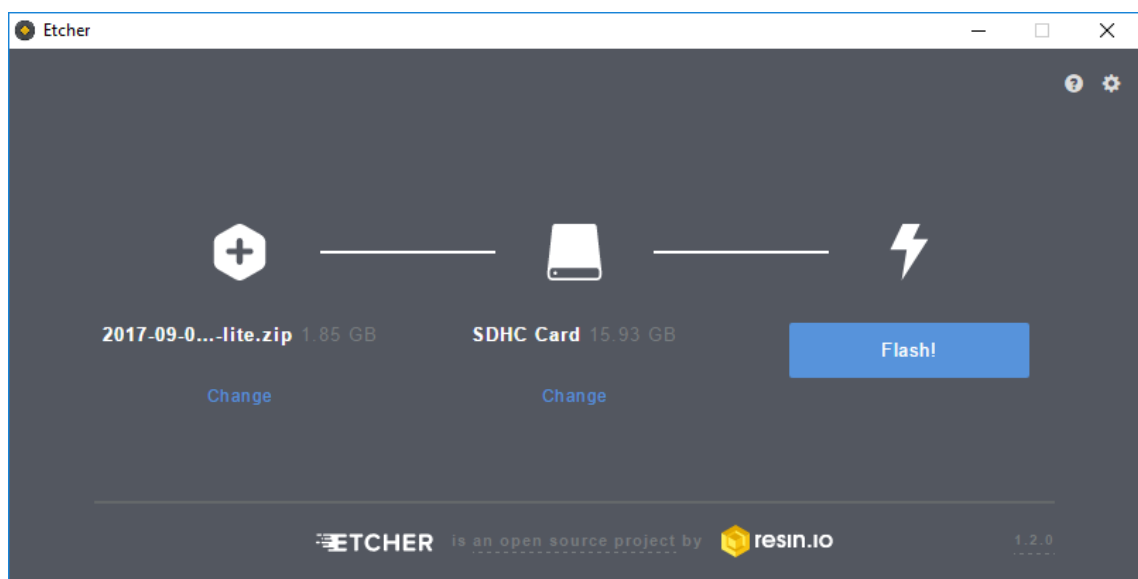 Etcher
2017-09-0...-lite.zip 1.85 GB
SDHC Card 15.93 GB
Flash!
Change
Change
ETCHER is an open source project by resin.io 1.2.0